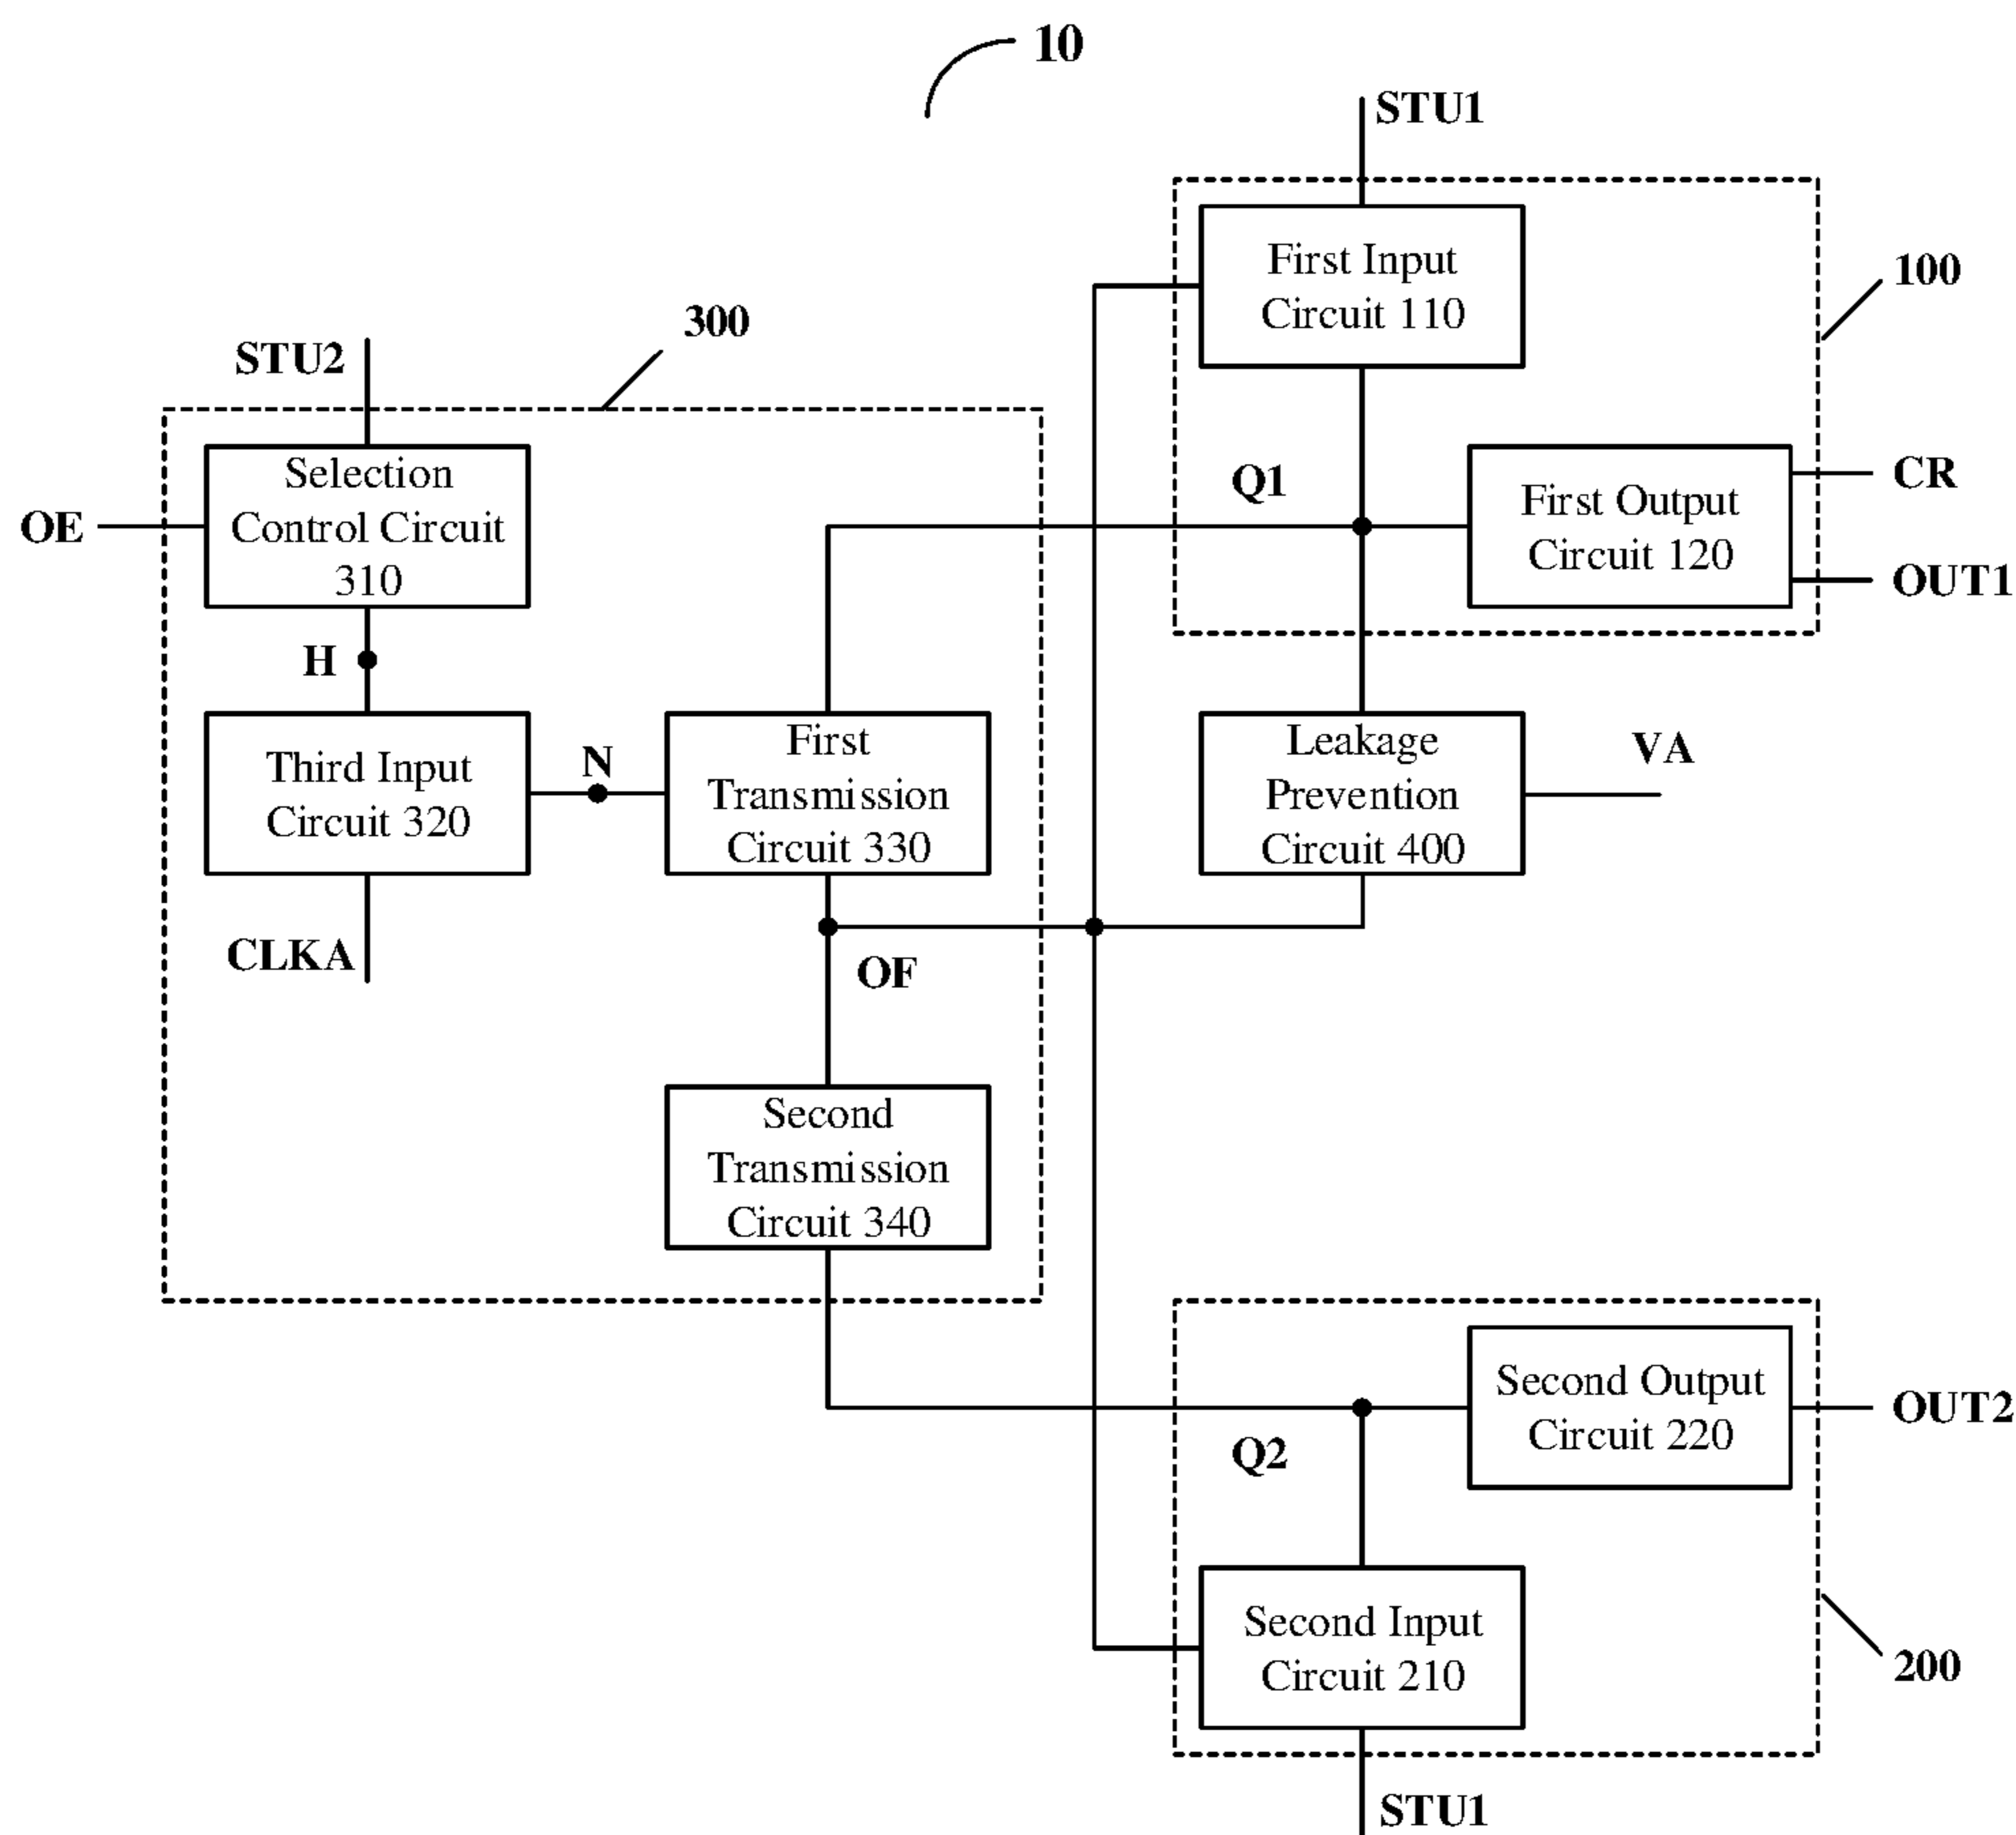 10
STU1
First Input
Circuit 110
100
300
STU2
Selection
Control Circuit
310
OE
Q1
First Output
Circuit 120
CR
OUT1
H
Third Input
Circuit 320
N
First
Transmission
Circuit 330
Leakage
Prevention
Circuit 400
VA
CLKA
OF
Second
Transmission
Circuit 340
Second Output
Circuit 220
OUT2
Q2
Second Input
Circuit 210
200
STU1